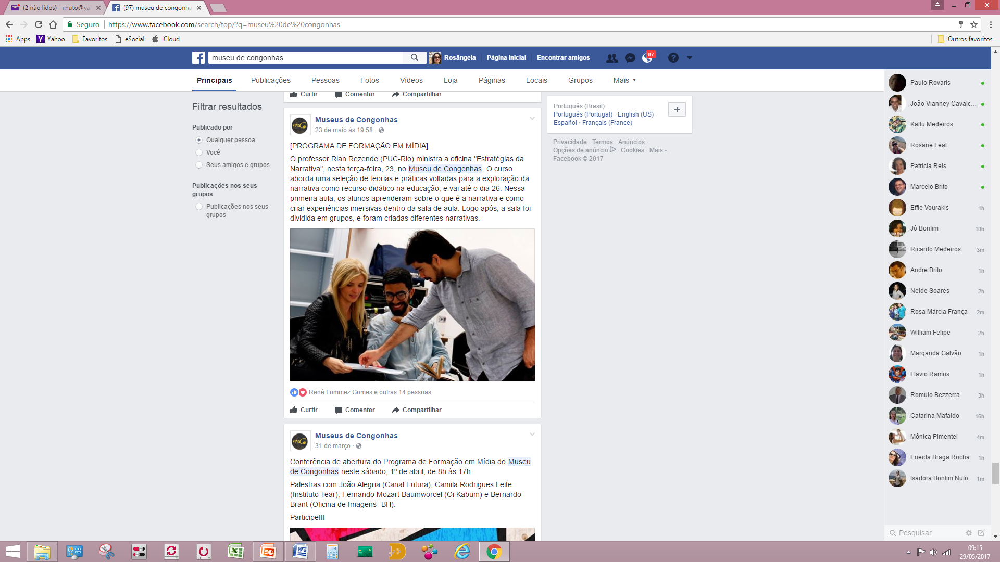 (2 não lidos) - rnuto@ya
(97) museu de congonha
Seguro
https://www.facebook.com/search/top/?q=museu%20de%20congonhas
Apps
Yahoo
Favoritos
eSocial
iCloud
Outros favoritos
museu de congonhas
Rosângela
Página inicial
Encontrar amigos
97
Principais
Publicações
Pessoas
Fotos
Vídeos
Loja
Páginas
Locais
Grupos
Mais
Filtrar resultados
Publicado por
Qualquer pessoa
Você
Seus amigos e grupos
Publicações nos seus
grupos
Publicações nos seus
grupos
Curtir
Comentar
Compartilhar
Museus de Congonhas
23 de maio às 19:58 ·
[PROGRAMA DE FORMAÇÃO EM MÍDIA]
O professor Rian Rezende (PUC-Rio) ministra a oficina "Estratégias da
Narrativa", nesta terça-feira, 23, no Museu de Congonhas. O curso
aborda uma seleção de teorias e práticas voltadas para a exploração da
narrativa como recurso didático na educação, e vai até o dia 26. Nessa
primeira aula, os alunos aprenderam sobre o que é a narrativa e como
criar experiências imersivas dentro da sala de aula. Logo após, a sala foi
dividida em grupos, e foram criadas diferentes narrativas.
René Lommez Gomes e outras 14 pessoas
Curtir
Comentar
Compartilhar
Museus de Congonhas
31 de março ·
Conferência de abertura do Programa de Formação em Mídia do Museu
de Congonhas neste sábado, 1º de abril, de 8h às 17h.
Palestras com João Alegria (Canal Futura), Camila Rodrigues Leite
(Instituto Tear); Fernando Mozart Baumworcel (Oi Kabum) e Bernardo
Brant (Oficina de Imagens- BH).
Participe!!!
Português (Brasil) ·
Português (Portugal) · English (US) ·
Español · Français (France)
Privacidade · Termos · Anúncios ·
Opções de anúncio · Cookies · Mais
Facebook © 2017
Paulo Rovaris
João Vianney Cavalc...
Kallu Medeiros
Rosane Leal
Patricia Reis
Marcelo Brito
Effie Vourakis 1h
Jô Bonfim 10h
Ricardo Medeiros 3m
Andre Brito 1h
Neide Soares 2h
Rosa Márcia França 2m
William Felipe 2h
Margarida Galvão 1h
Flavio Ramos 1h
Romulo Bezzerra 3h
Catarina Mafaldo 16h
Mônica Pimentel 4m
Eneida Braga Rocha 1h
Isadora Bonfim Nuto 1m
Pesquisar
09:15
29/05/2017